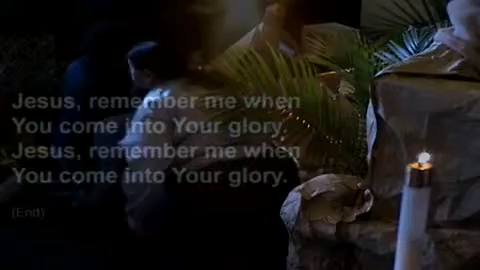 Jesus, remember me when
You come into Your glory.
Jesus, remember me when
You come into Your glory.
(End)